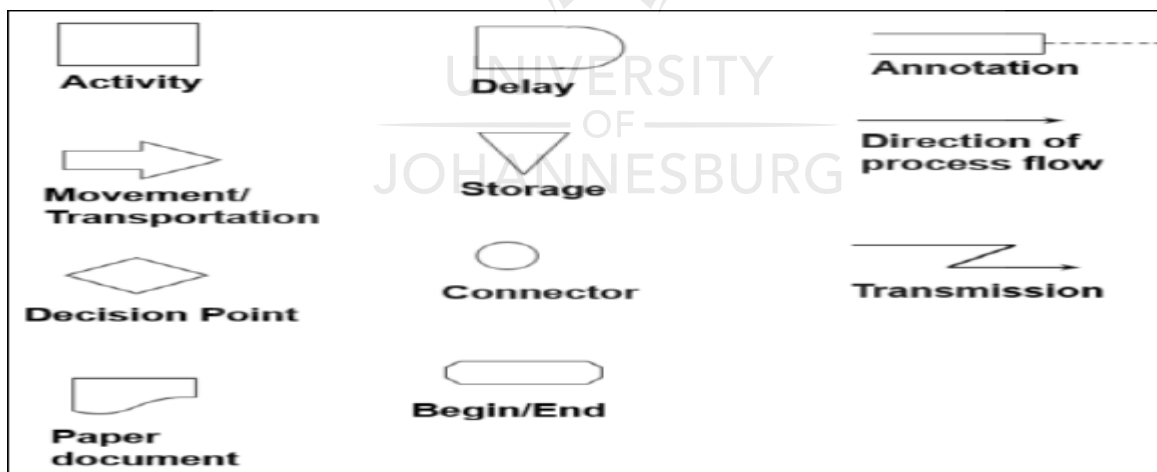 Activity
Delay
Annotation
UNIVERSITY
OF
JOHANNESBURG
Movement/
Transportation
Storage
Direction of
process flow
Decision Point
Connector
Transmission
Paper
document
Begin/End